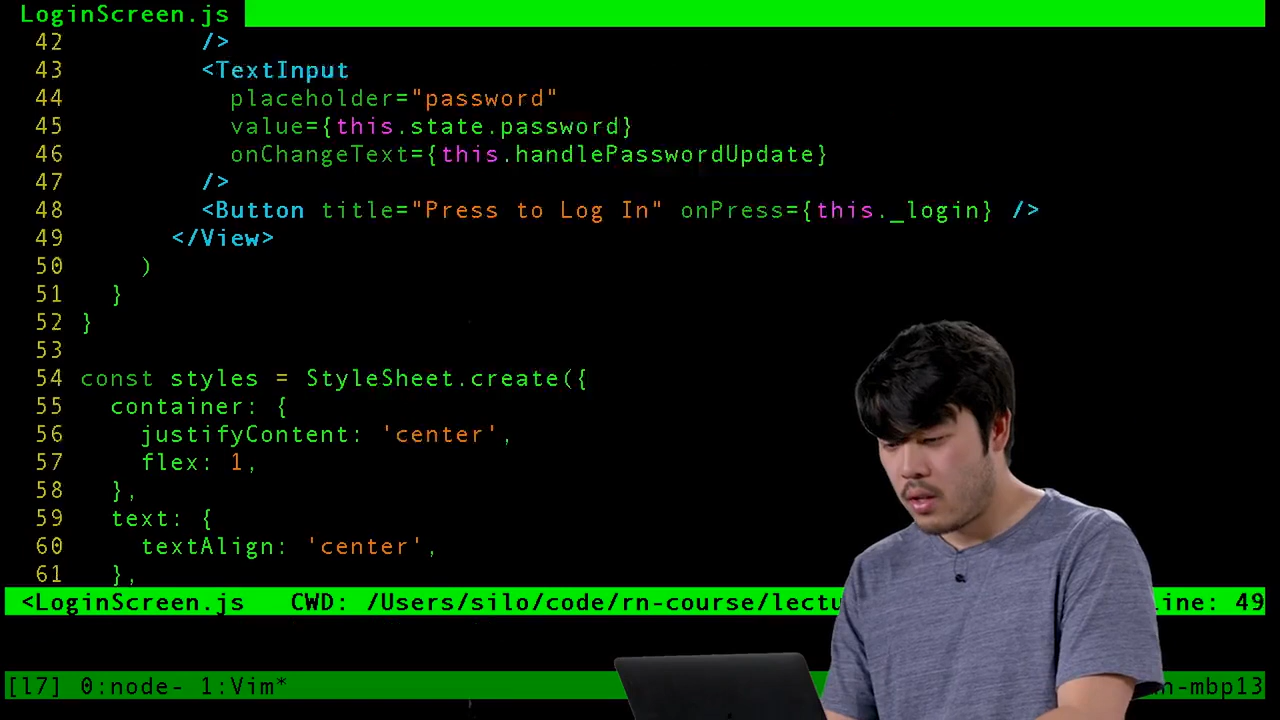 LoginScreen.js
42 />
43 <TextInput
44 placeholder="password"
45 value={this.state.password}
46 onChangeText={this.handlePasswordUpdate}
47 />
48 <Button title="Press to Log In" onPress={this._login} />
49 </View>
50 )
51 }
52 }
53
54 const styles = StyleSheet.create({
55 container: {
56 justifyContent: 'center',
57 flex: 1,
58 },
59 text: {
60 textAlign: 'center',
61 },
<LoginScreen.js CWD: /Users/silo/code/rn-course/lectu line: 49
[l7] 0:node- 1:Vim* n-mbp13